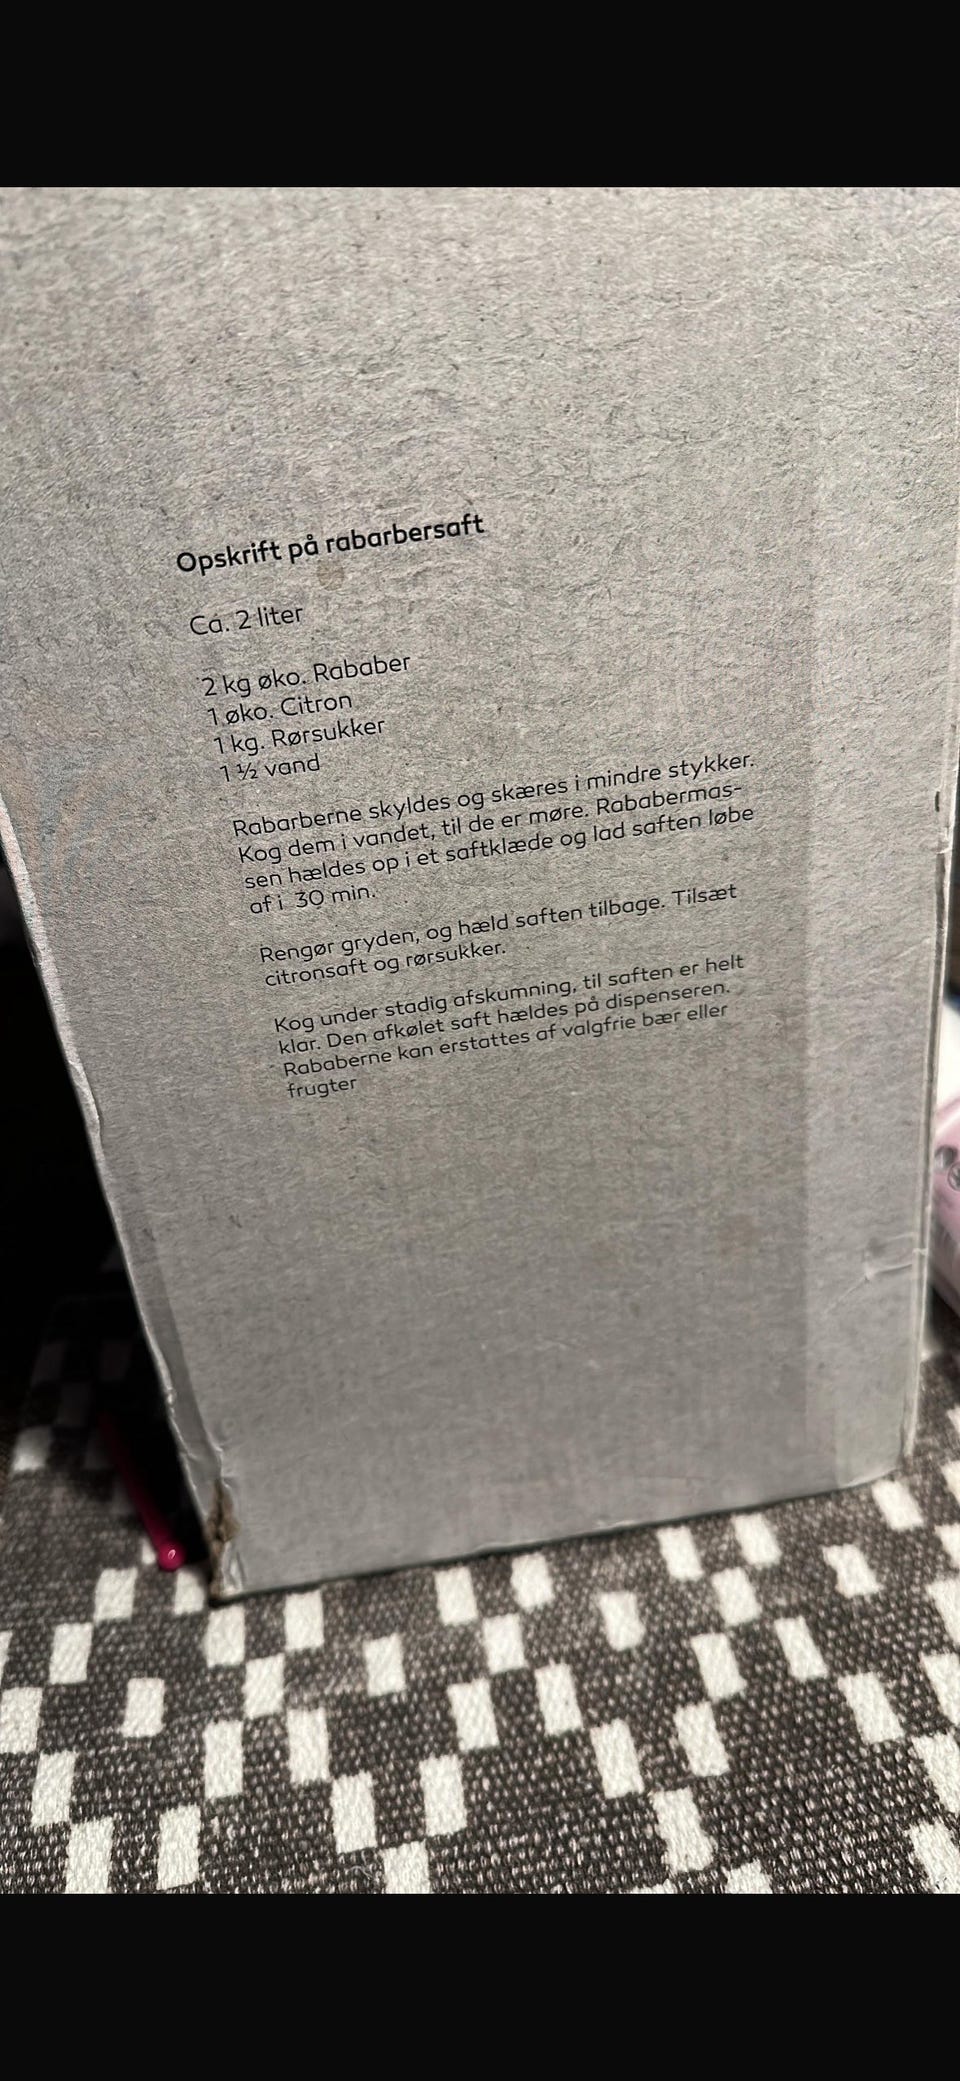 Opskrift på rabarbersaft
Ca. 2 liter
2 kg øko. Rababer
1 øko. Citron
1 kg. Rørsukker
1 ½ vand
Rabarberne skyldes og skæres i mindre stykker.
Kog dem i vandet, til de er møre. Rababermas-
sen hældes op i et saftklæde og lad saften løbe
af i 30 min.
Rengør gryden, og hæld saften tilbage. Tilsæt
citronsaft og rørsukker.
Kog under stadig afskumning, til saften er helt
klar. Den afkølet saft hældes på dispenseren.
Rababerne kan erstattes af valgfrie bær eller
frugter